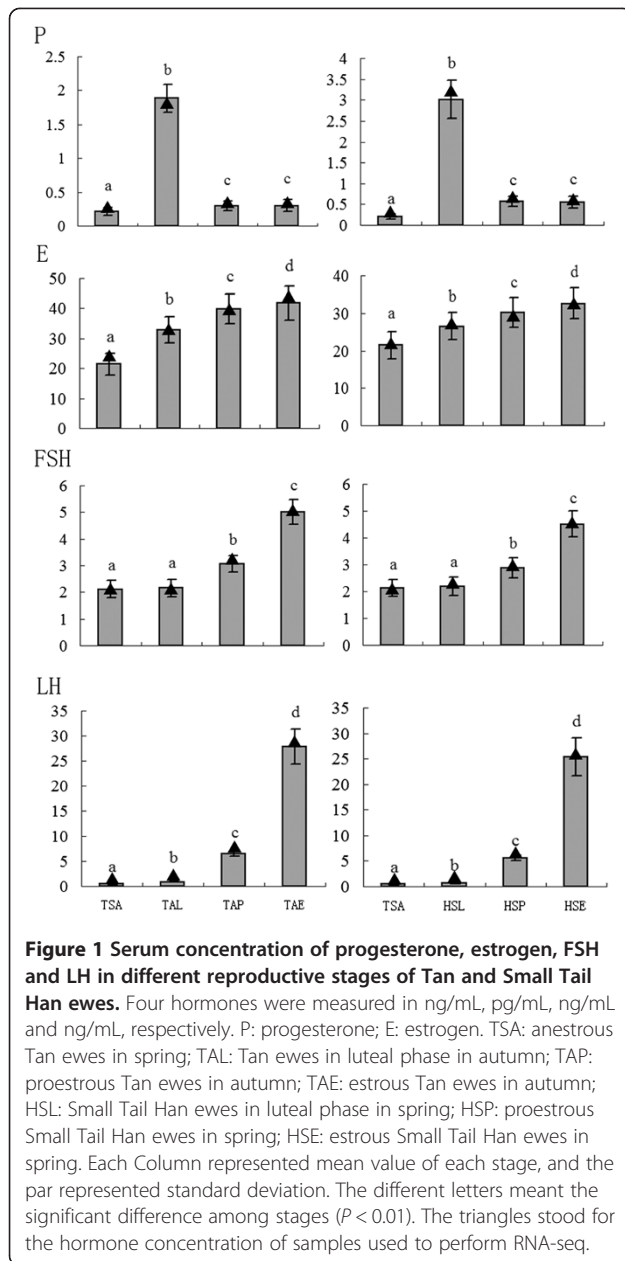 P
2.5
2
1.5
1
0.5
0
a
b
c
c
4
3.5
3
2.5
2
1.5
1
0.5
0
a
b
c
c
E
50
40
30
20
10
0
a
b
c
d
40
30
20
10
0
a
b
c
d
FSH
6
5
4
3
2
1
0
a
a
b
c
6
5
4
3
2
1
0
a
a
b
c
LH
35
30
25
20
15
10
5
0
a
b
c
d
TSA TAL TAP TAE
35
30
25
20
15
10
5
0
a
b
c
d
TSA HSL HSP HSE
Figure 1 Serum concentration of progesterone, estrogen, FSH
and LH in different reproductive stages of Tan and Small Tail
Han ewes. Four hormones were measured in ng/mL, pg/mL, ng/mL
and ng/mL, respectively. P: progesterone; E: estrogen. TSA: anestrous
Tan ewes in spring; TAL: Tan ewes in luteal phase in autumn; TAP:
proestrous Tan ewes in autumn; TAE: estrous Tan ewes in autumn;
HSL: Small Tail Han ewes in luteal phase in spring; HSP: proestrous
Small Tail Han ewes in spring; HSE: estrous Small Tail Han ewes in
spring. Each Column represented mean value of each stage, and the
par represented standard deviation. The different letters meant the
significant difference among stages (P < 0.01). The triangles stood for
the hormone concentration of samples used to perform RNA-seq.